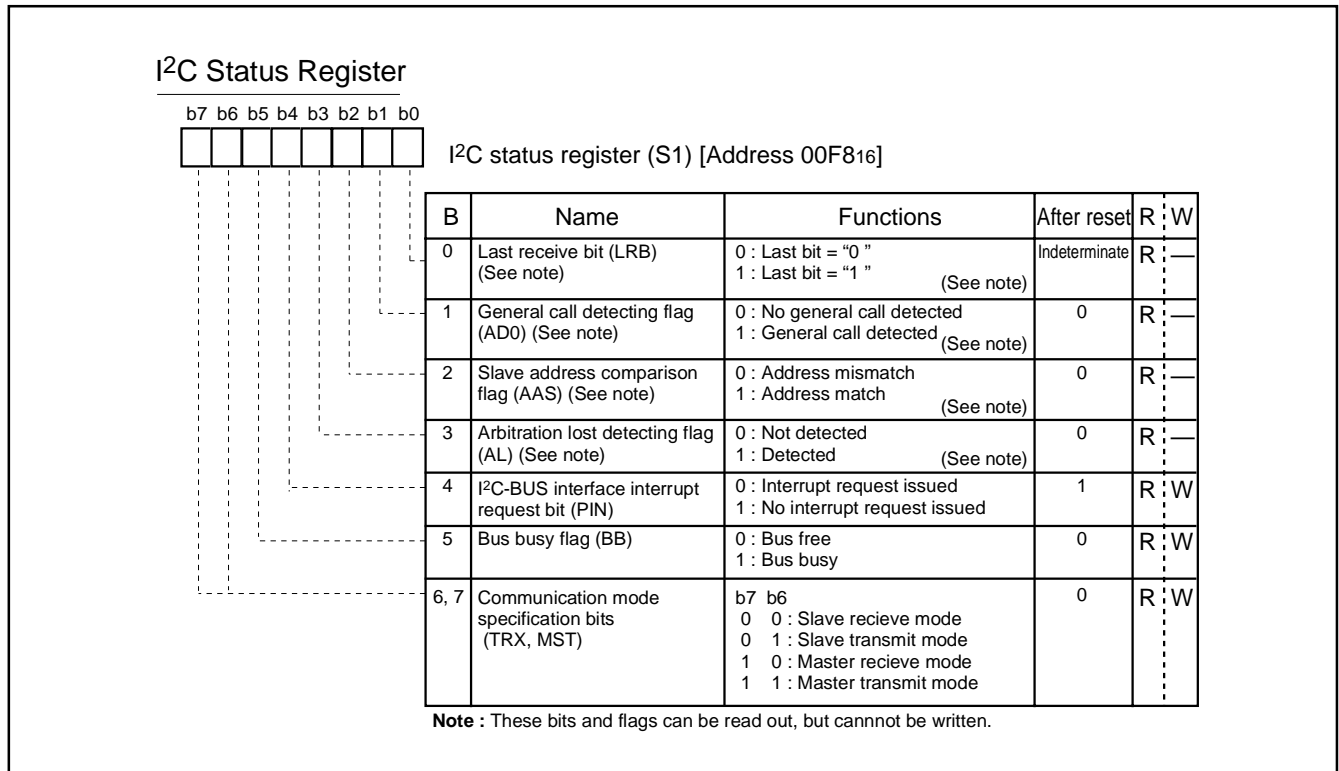 I2C Status Register
b7 b6 b5 b4 b3 b2 b1 b0
I2C status register (S1) [Address 00F816]
B Name Functions After reset R W
0 Last receive bit (LRB) 0 : Last bit = “0 ” Indeterminate R —
(See note) 1 : Last bit = “1 ”
(See note)
1 General call detecting flag 0 : No general call detected 0 R —
(AD0) (See note) 1 : General call detected (See note)
2 Slave address comparison 0 : Address mismatch 0 R —
flag (AAS) (See note) 1 : Address match
(See note)
3 Arbitration lost detecting flag 0 : Not detected 0 R —
(AL) (See note) 1 : Detected (See note)
4 I2C-BUS interface interrupt 0 : Interrupt request issued 1 R W
request bit (PIN) 1 : No interrupt request issued
5 Bus busy flag (BB) 0 : Bus free 0 R W
1 : Bus busy
6, 7 Communication mode b7 b6 0 R W
specification bits 0 0 : Slave recieve mode
(TRX, MST) 0 1 : Slave transmit mode
1 0 : Master recieve mode
1 1 : Master transmit mode
Note : These bits and flags can be read out, but cannnot be written.